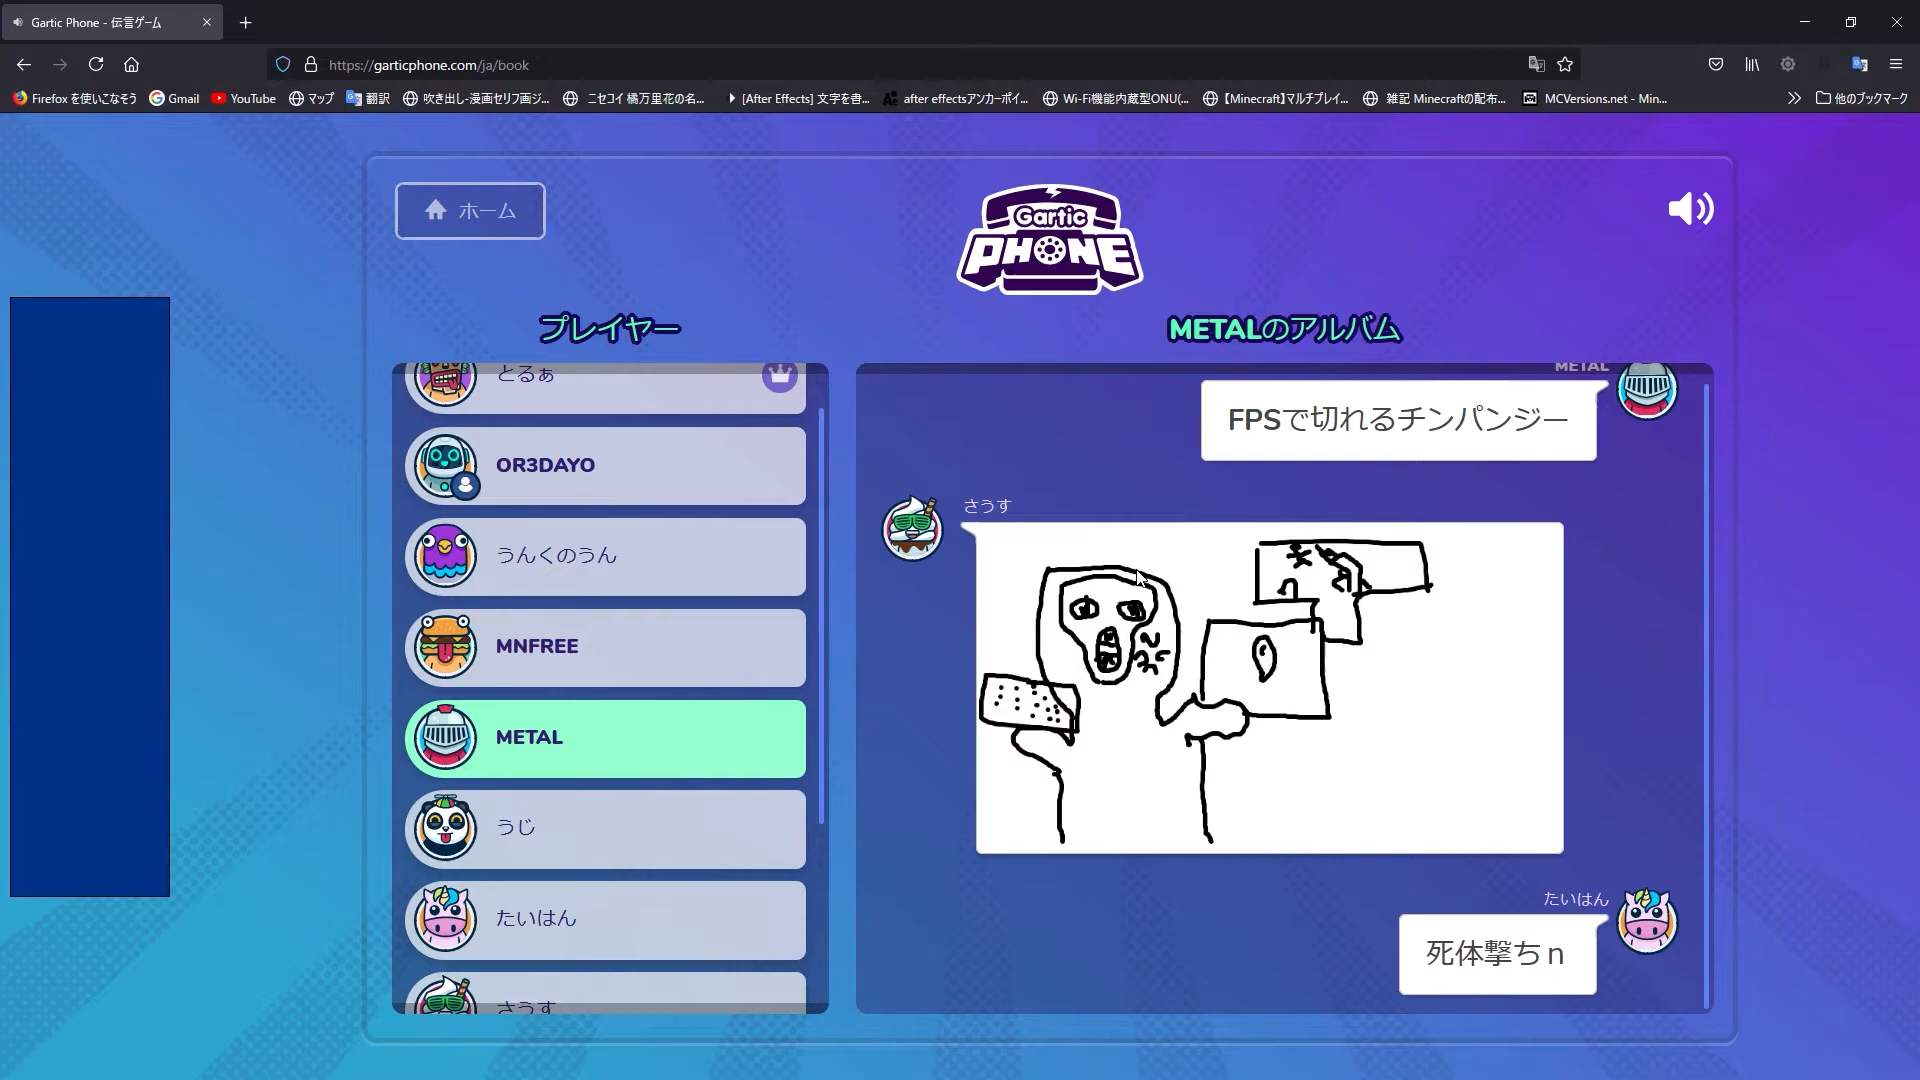 Gartic Phone - 伝言ゲーム
https://garticphone.com/ja/book
Firefox を使いこなそう
Gmail
YouTube
マップ
翻訳
吹き出し-漫画セリフ画ジ...
ニセコイ 橘万里花の名...
[After Effects] 文字を書...
after effectsアンカーポイ...
Wi-Fi機能内蔵型ONU(...
【Minecraft】マルチプレイ...
雑記 Minecraftの配布...
MCVersions.net - Min...
他のブックマーク
ホーム
Gartic
PHONE
プレイヤー
とるぁ
OR3DAYO
うんくのうん
MNFREE
METAL
うじ
たいはん
さうす
METALのアルバム
METAL
FPSで切れるチンパンジー
さうす
たいはん
死体撃ちｎ